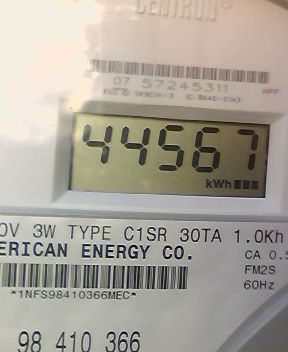 CENTRON®
07 57245311
44567
kWh
0V 3W TYPE C1SR 30TA 1.0Kh
ERICAN ENERGY CO.
CA 0.5
FM2S
*1NFS98410366MEC*
60Hz
98 410 366